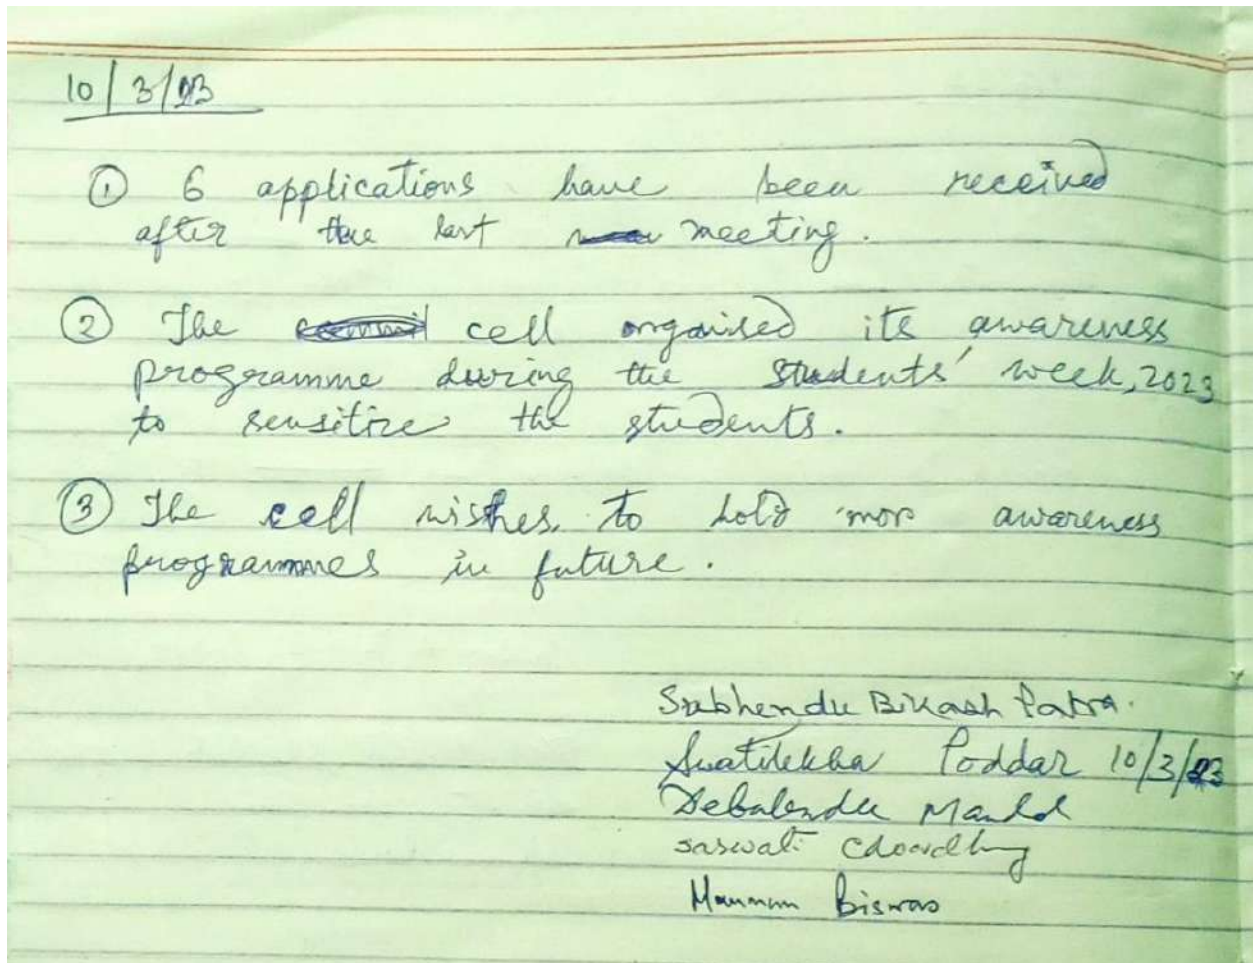 10/3/23
① 6 applications have been received
after the last meeting.
② The cell organised its awareness
programme during the students' week, 2023
to sensitize the students.
③ The cell wishes to hold more awareness
programmes in future.
Subhendu Bikash Patra.
Swatilekha Poddar 10/3/23
Debalendu Mandal
saswati Chowdhury
Biswas